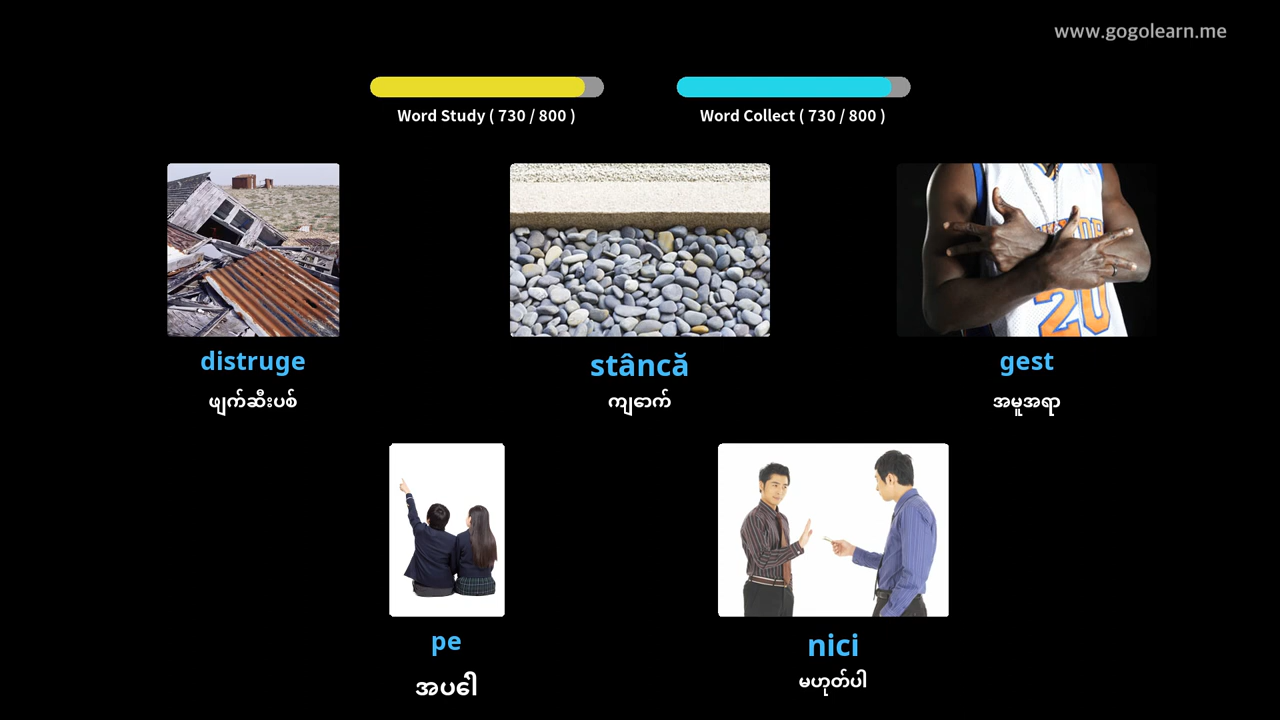 www.gogolearn.me
Word Study ( 730 / 800 )
Word Collect ( 730 / 800 )
distruge
ဖျက်ဆီးပစ်
stâncă
ကျောက်
gest
အမူအရာ
20
pe
အပေါ်
nici
မဟုတ်ပါ